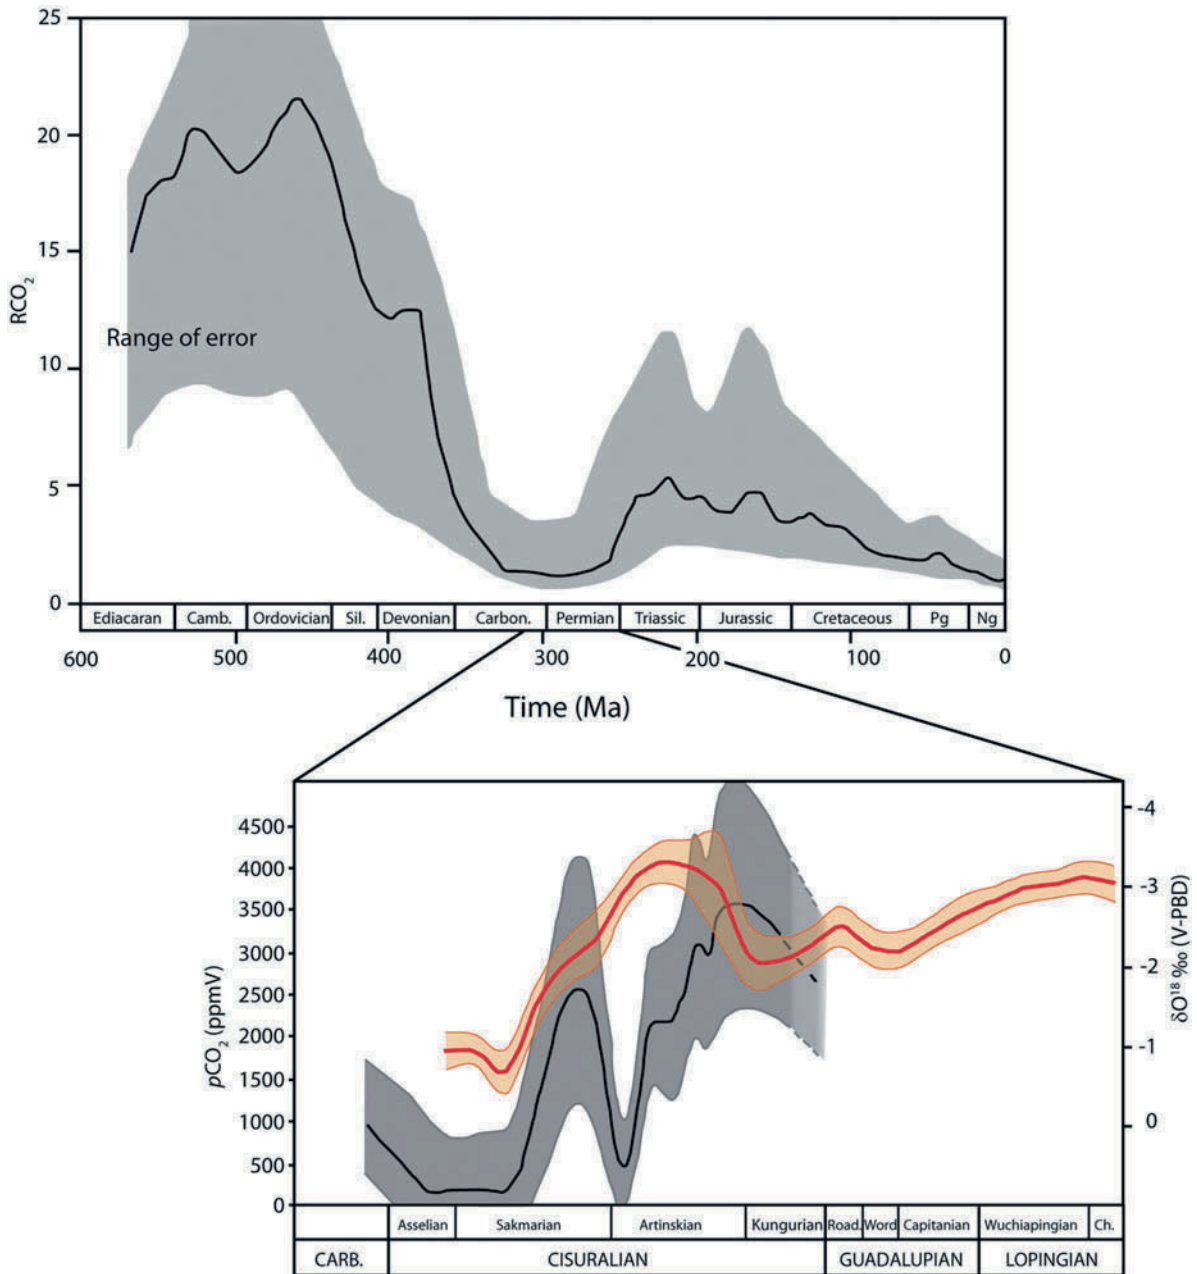 25
20
15
10
5
0
RCO₂
Range of error
Ediacaran Camb. Ordovician Sil. Devonian Carbon. Permian Triassic Jurassic Cretaceous Pg Ng
600 500 400 300 200 100 0
Time (Ma)
4500
4000
3500
3000
2500
2000
1500
1000
500
0
pCO₂ (ppmV)
-4
-3
-2
-1
0
δO¹⁸ ‰ (V-PBD)
Asselian Sakmarian Artinskian Kungurian Road. Word Capitanian Wuchiapingian Ch.
CARB. CISURALIAN GUADALUPIAN LOPINGIAN